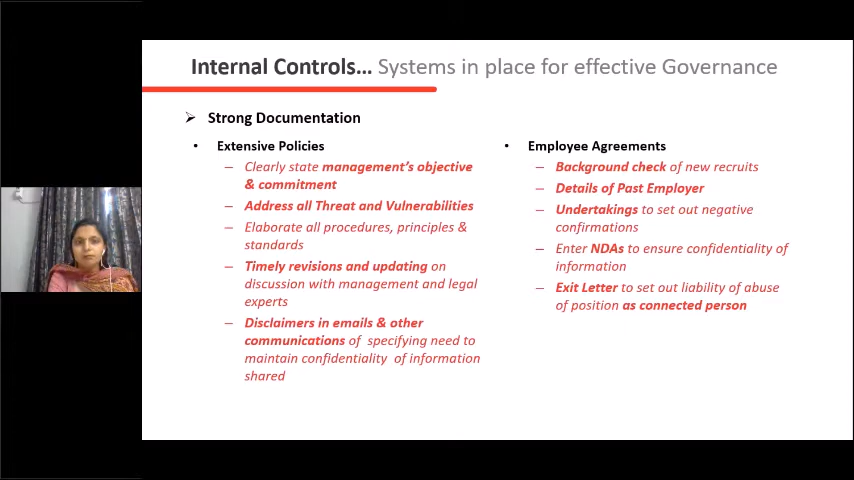 Internal Controls... Systems in place for effective Governance
➢ Strong Documentation
• Extensive Policies
– Clearly state management's objective
& commitment
– Address all Threat and Vulnerabilities
– Elaborate all procedures, principles &
standards
– Timely revisions and updating on
discussion with management and legal
experts
– Disclaimers in emails & other
communications of specifying need to
maintain confidentiality of information
shared
• Employee Agreements
– Background check of new recruits
– Details of Past Employer
– Undertakings to set out negative
confirmations
– Enter NDAs to ensure confidentiality of
information
– Exit Letter to set out liability of abuse
of position as connected person